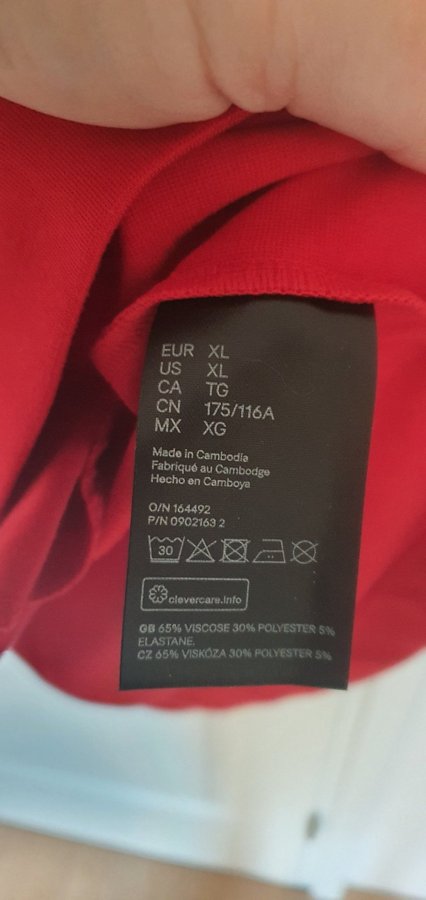 EUR XL
US XL
CA TG
CN 175/116A
MX XG
Made in Cambodia
Fabriqué au Cambodge
Hecho en Camboya
O/N 164492
P/N 0902163 2
30
clevercare.info
GB 65% VISCOSE 30% POLYESTER 5%
ELASTANE.
CZ 65% VISKÓZA 30% POLYESTER 5%